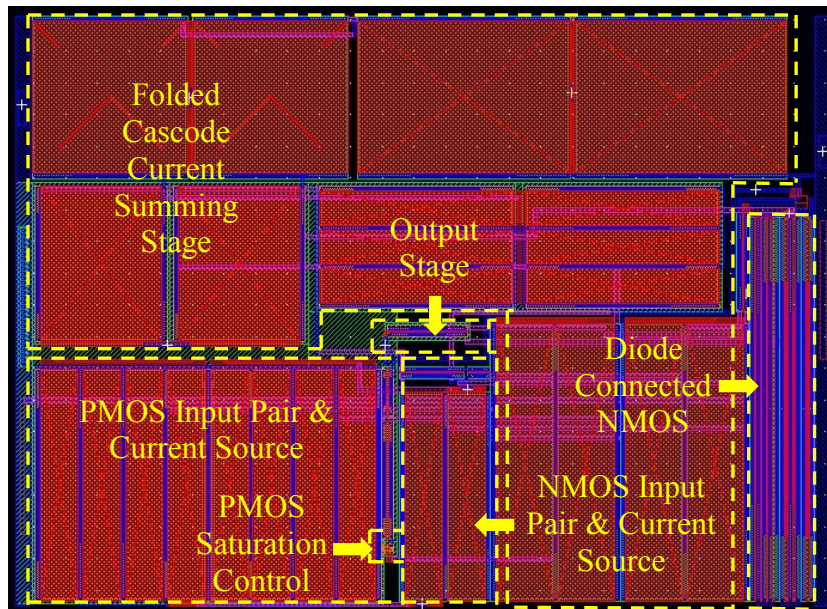 Folded
Cascode
Current
Summing
Stage
Output
Stage
Diode
Connected
NMOS
PMOS Input Pair &
Current Source
PMOS
Saturation
Control
NMOS Input
Pair & Current
Source